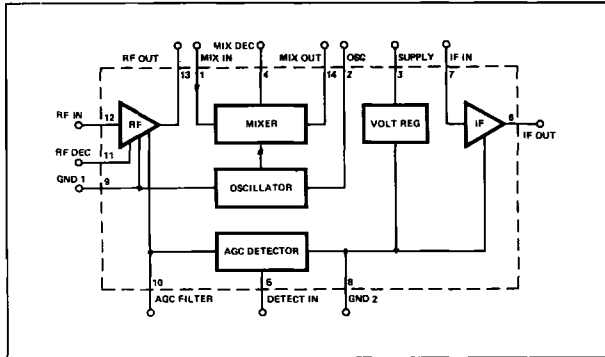 MIX DEC
RF OUT MIX IN MIX OUT OSC SUPPLY IF IN
13 1 4 14 2 3 7
RF IN 12 RF MIXER VOLT REG IF 6
IF OUT
RF DEC 11
GND 1 9 OSCILLATOR
AGC DETECTOR
10 5 8
AGC FILTER DETECT IN GND 2